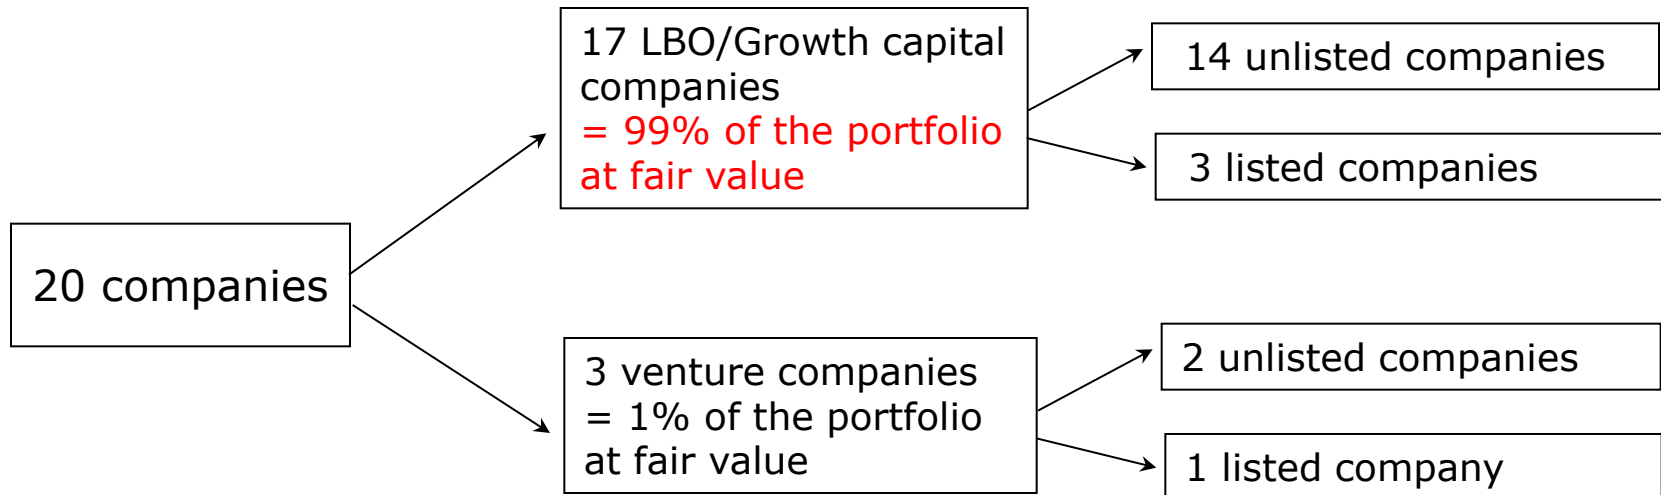 20 companies
17 LBO/Growth capital
companies
= 99% of the portfolio
at fair value
14 unlisted companies
3 listed companies
3 venture companies
= 1% of the portfolio
at fair value
2 unlisted companies
1 listed company